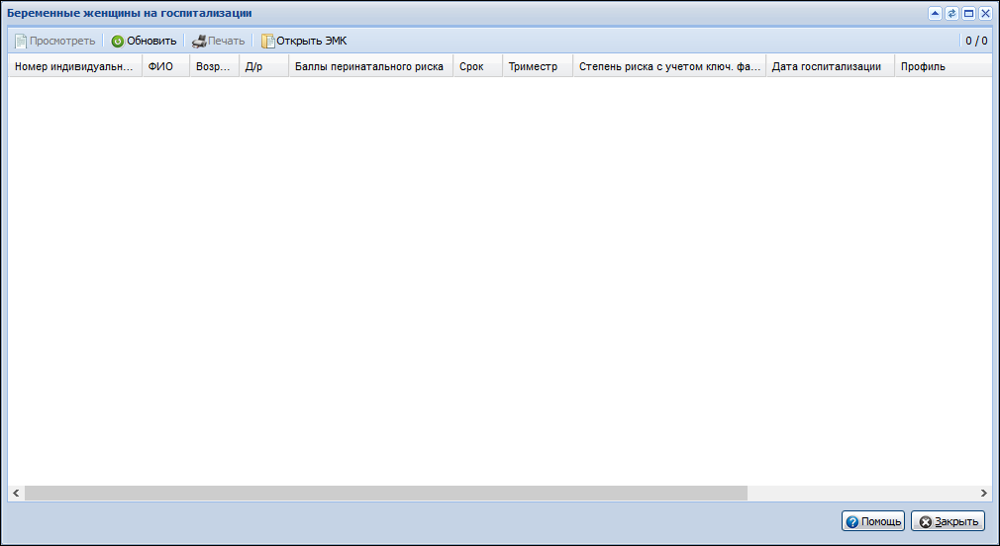 Беременные женщины на госпитализации
Просмотреть Обновить Печать Открыть ЭМК 0 / 0
Номер индивидуальн... ФИО Возр... Д/р Баллы перинатального риска Срок Триместр Степень риска с учетом ключ. фа... Дата госпитализации Профиль
Помощь Закрыть